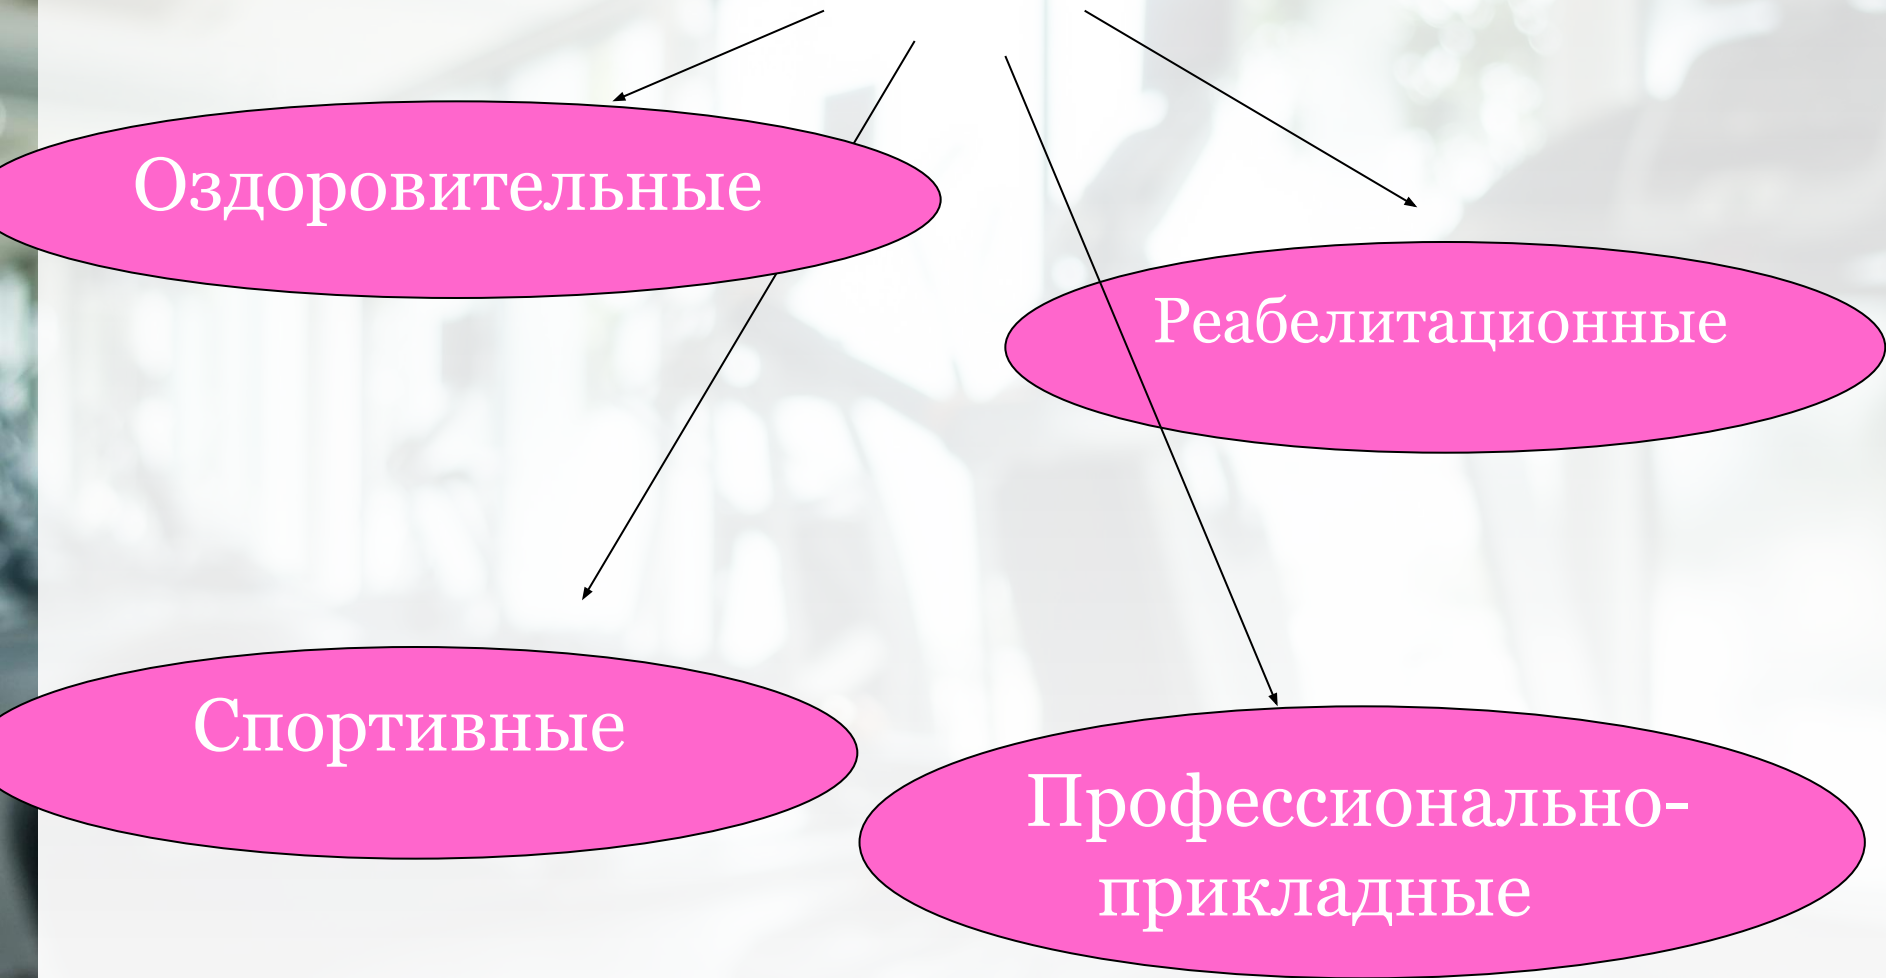 Оздоровительные
Реабелитационные
Спортивные
Профессионально-
прикладные